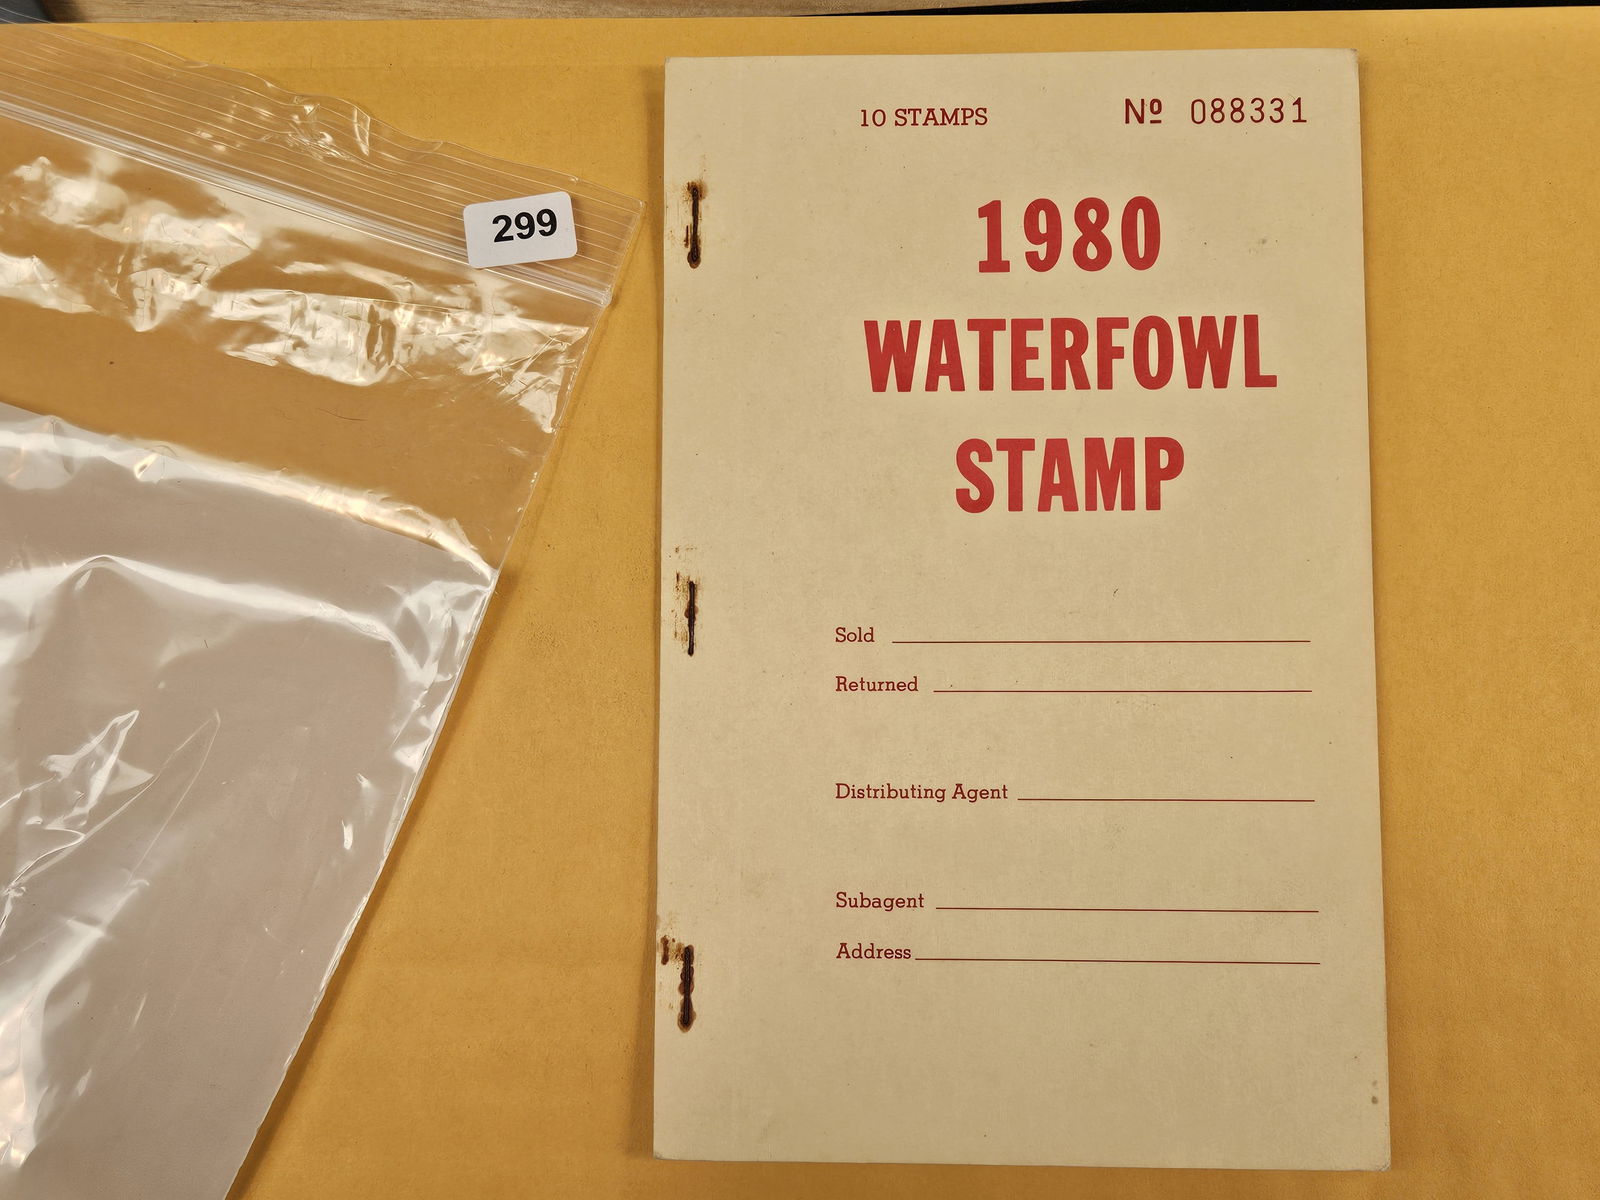 299
10 STAMPS Nº 088331
1980
WATERFOWL
STAMP
Sold
Returned
Distributing Agent
Subagent
Address